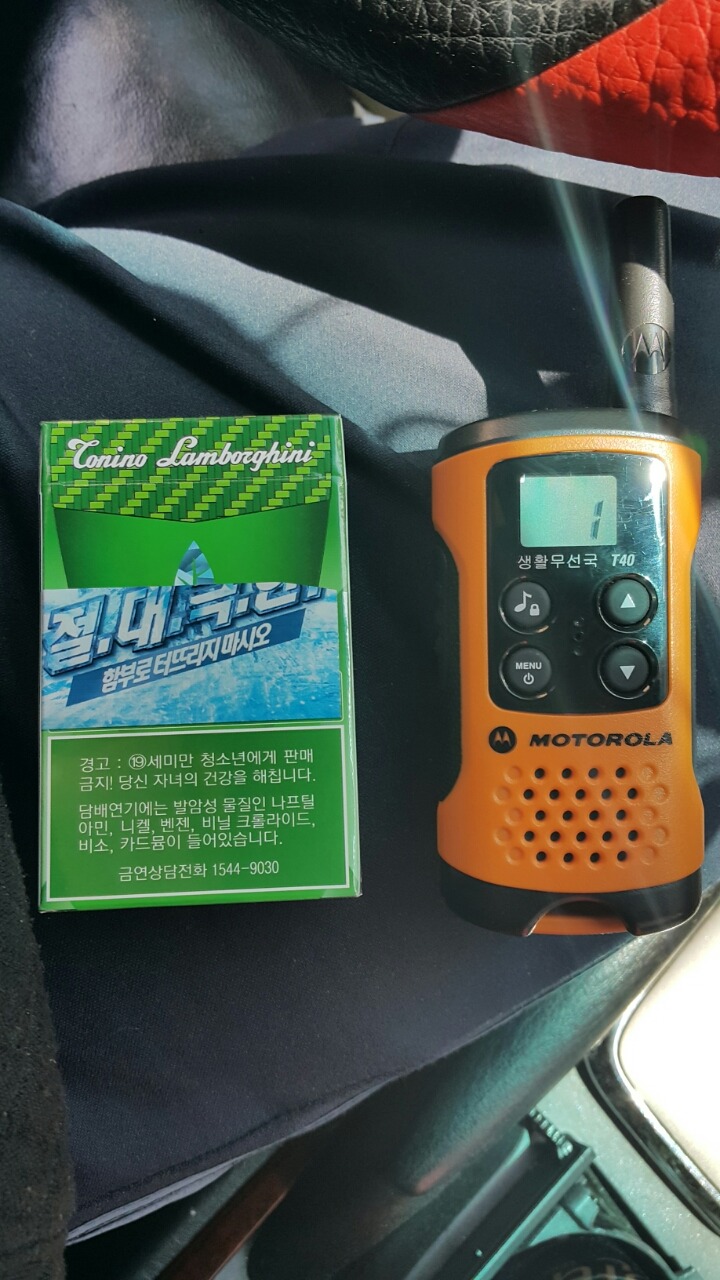 Tonino Lamborghini
절.대.극.한.
함부로 터뜨리지 마시오
경고 : ⑲세미만 청소년에게 판매
금지! 당신 자녀의 건강을 해칩니다.
담배연기에는 발암성 물질인 나프틸
아민, 니켈, 벤젠, 비닐 크롤라이드,
비소, 카드뮴이 들어있습니다.
금연상담전화 1544-9030
1
생활무선국 T40
MENU
MOTOROLA